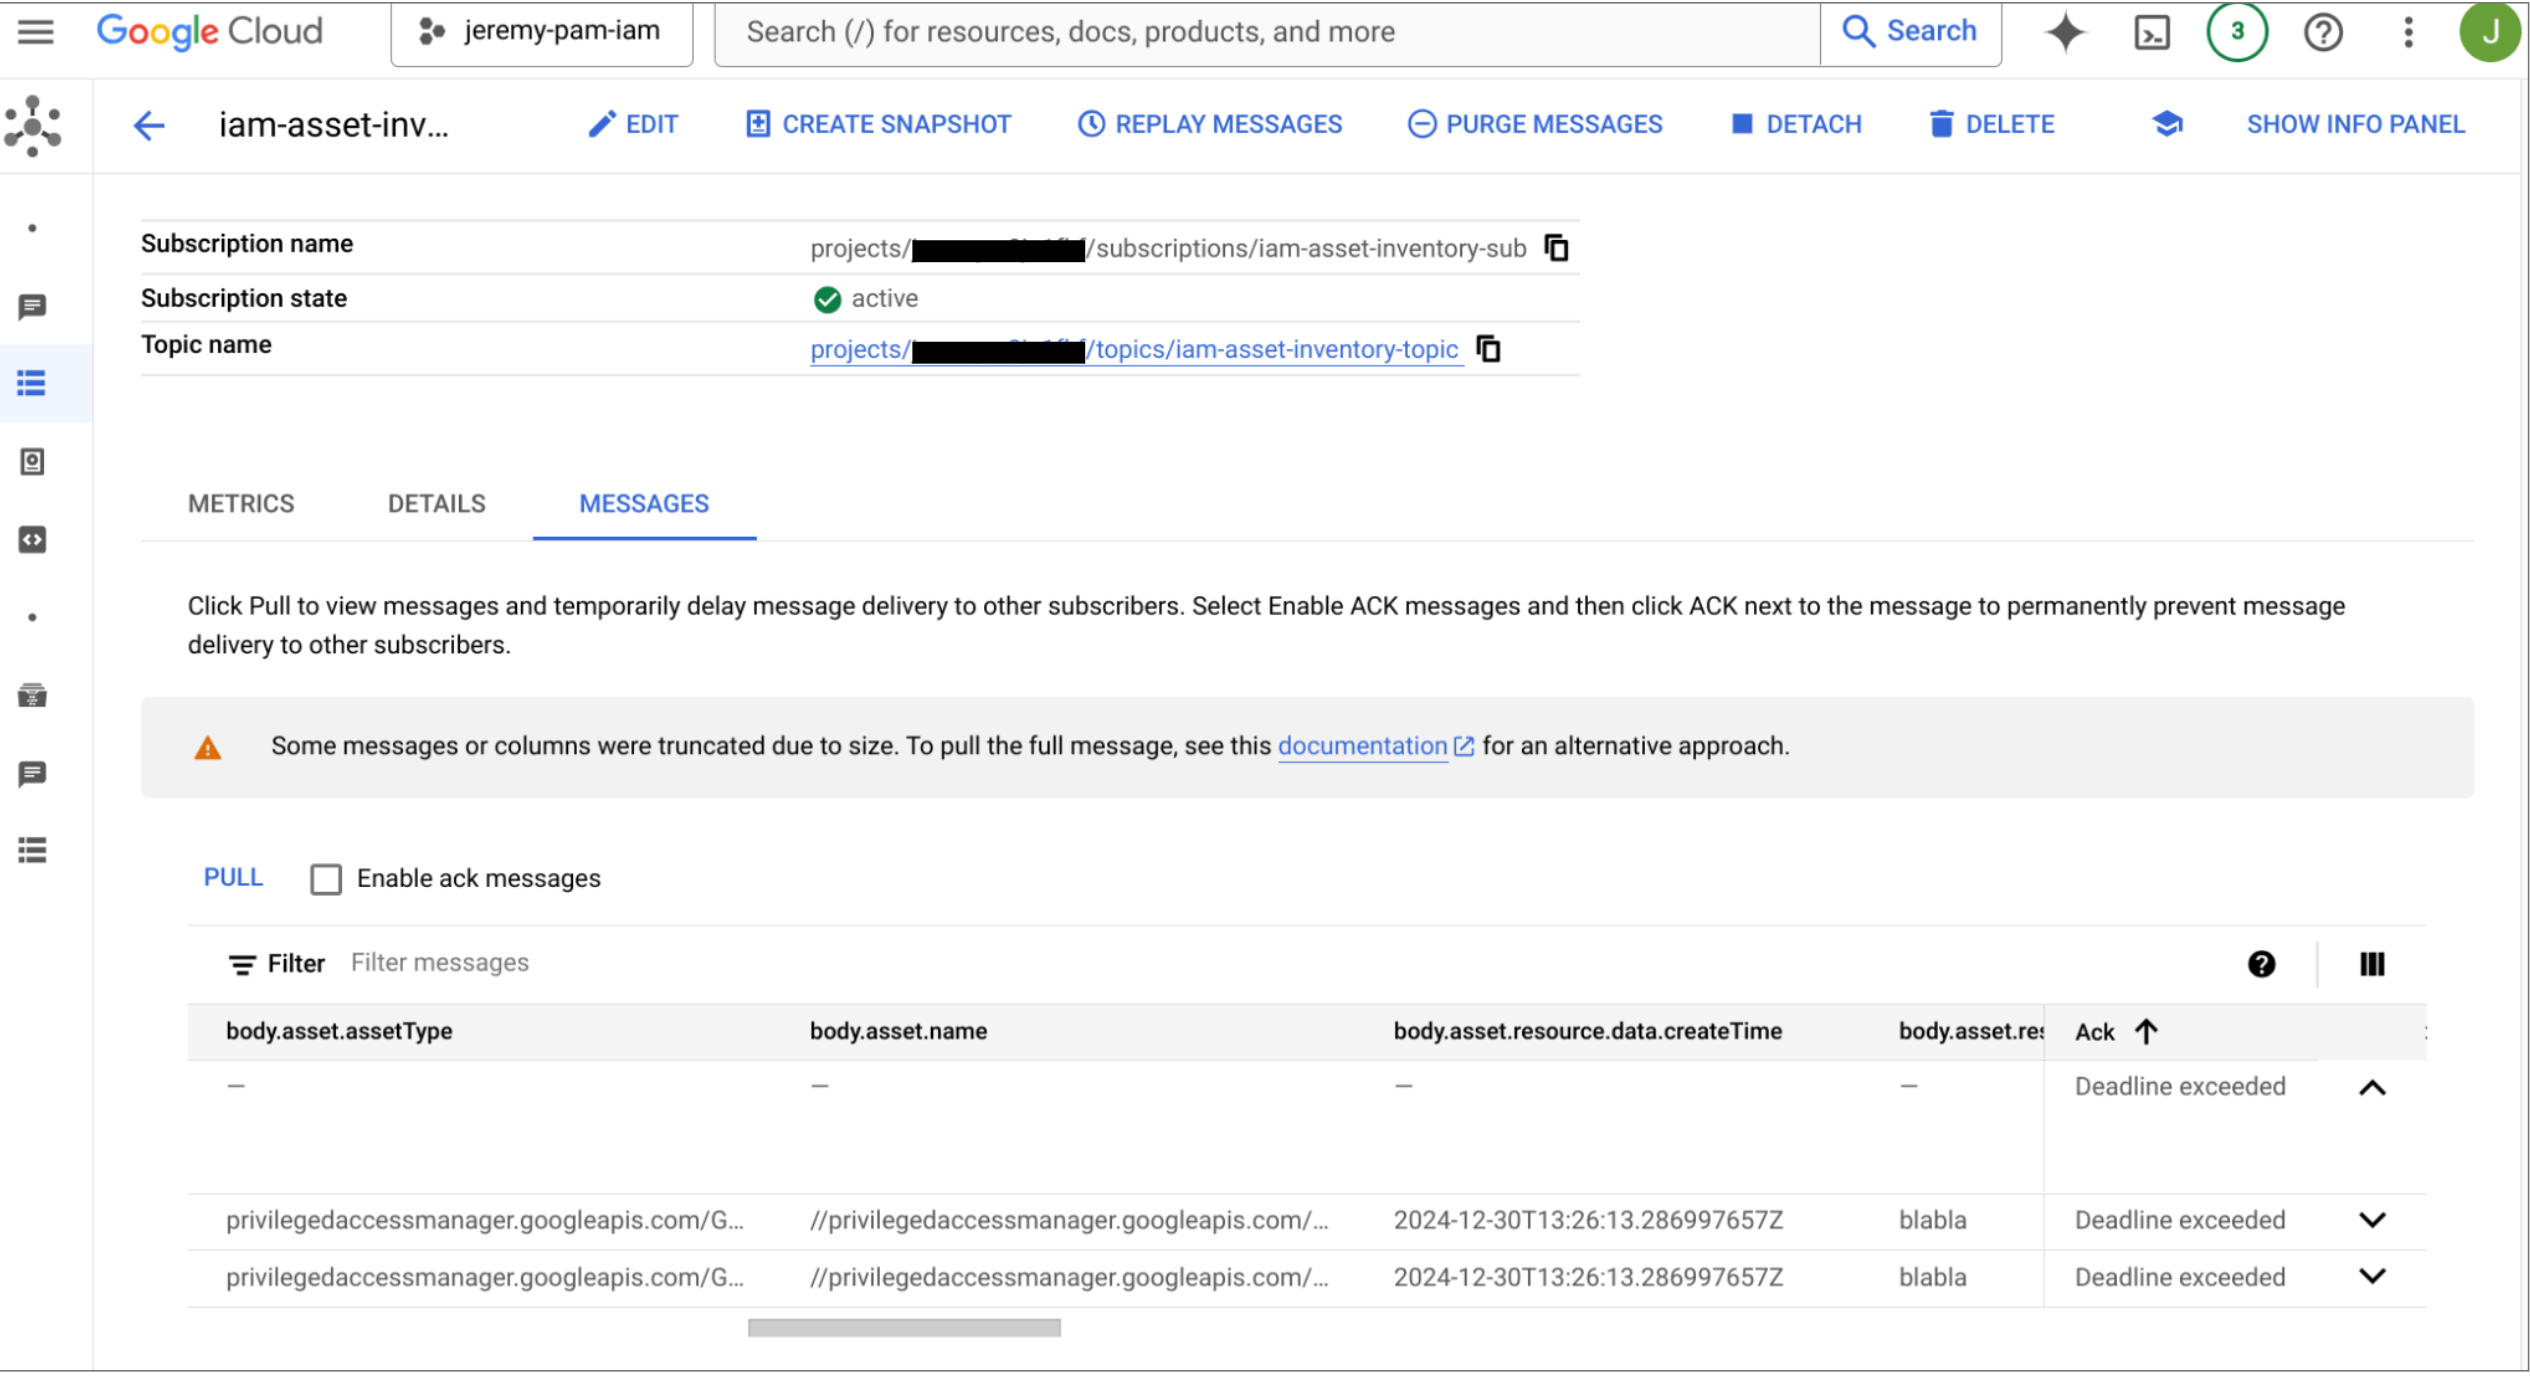 Google Cloud
jeremy-pam-iam
Search (/) for resources, docs, products, and more
Search
3
J
iam-asset-inv...
EDIT
CREATE SNAPSHOT
REPLAY MESSAGES
PURGE MESSAGES
DETACH
DELETE
SHOW INFO PANEL
Subscription name
projects/ /subscriptions/iam-asset-inventory-sub
Subscription state
active
Topic name
projects/ /topics/iam-asset-inventory-topic
METRICS
DETAILS
MESSAGES
Click Pull to view messages and temporarily delay message delivery to other subscribers. Select Enable ACK messages and then click ACK next to the message to permanently prevent message
delivery to other subscribers.
Some messages or columns were truncated due to size. To pull the full message, see this documentation for an alternative approach.
PULL
Enable ack messages
Filter
Filter messages
body.asset.assetType
body.asset.name
body.asset.resource.data.createTime
body.asset.res
Ack
—
—
—
—
Deadline exceeded
privilegedaccessmanager.googleapis.com/G...
//privilegedaccessmanager.googleapis.com/...
2024-12-30T13:26:13.286997657Z
blabla
Deadline exceeded
privilegedaccessmanager.googleapis.com/G...
//privilegedaccessmanager.googleapis.com/...
2024-12-30T13:26:13.286997657Z
blabla
Deadline exceeded